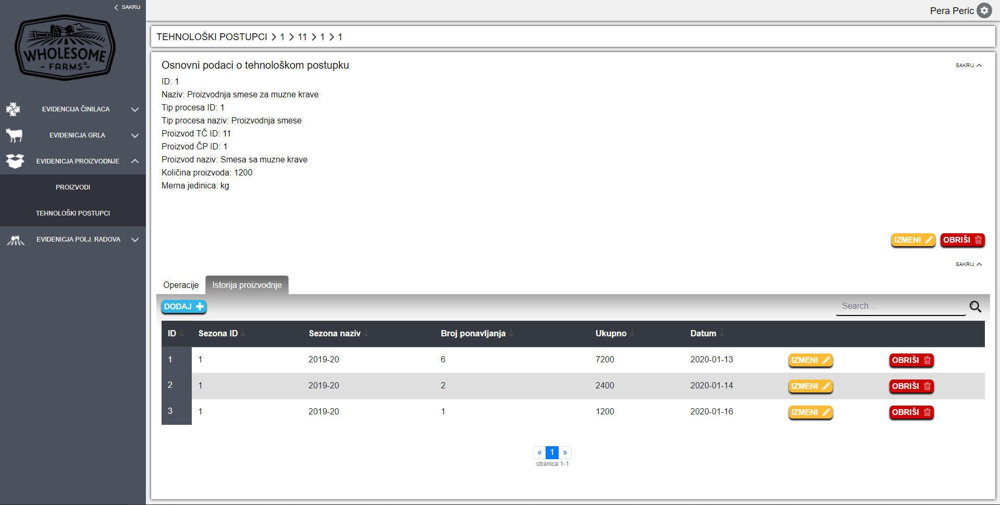 SAKRIJ
WHOLESOME
- FARMS® -
EVIDENCIJA ČINILACA
EVIDENICJA GRLA
EVIDENICJA PROIZVODNJE
PROIZVODI
TEHNOLOŠKI POSTUPCI
EVIDENICJA POLJ. RADOVA
Pera Peric
TEHNOLOŠKI POSTUPCI > 1 > 11 > 1 > 1
Osnovni podaci o tehnološkom postupku
SAKRIJ
ID: 1
Naziv: Proizvodnja smese za muzne krave
Tip procesa ID: 1
Tip procesa naziv: Proizvodnja smese
Proizvod TČ ID: 11
Proizvod ČP ID: 1
Proizvod naziv: Smesa sa muzne krave
Količina proizvoda: 1200
Merna jedinica: kg
IZMENI OBRIŠI
SAKRIJ
Operacije Istorija proizvodnje
DODAJ Search...
ID Sezona ID Sezona naziv Broj ponavljanja Ukupno Datum
1 1 2019-20 6 7200 2020-01-13 IZMENI OBRIŠI
2 1 2019-20 2 2400 2020-01-14 IZMENI OBRIŠI
3 1 2019-20 1 1200 2020-01-16 IZMENI OBRIŠI
« 1 »
stranica 1-1